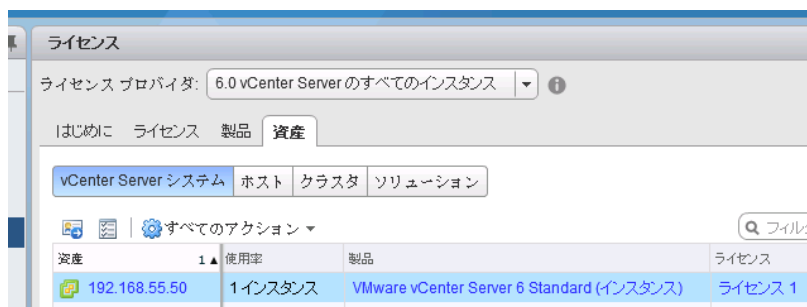 ライセンス
ライセンス プロバイダ: 6.0 vCenter Server のすべてのインスタンス
はじめに ライセンス 製品 資産
vCenter Server システム ホスト クラスタ ソリューション
すべてのアクション
資産 1 使用率 製品 ライセンス
192.168.55.50 1 インスタンス VMware vCenter Server 6 Standard (インスタンス) ライセンス 1